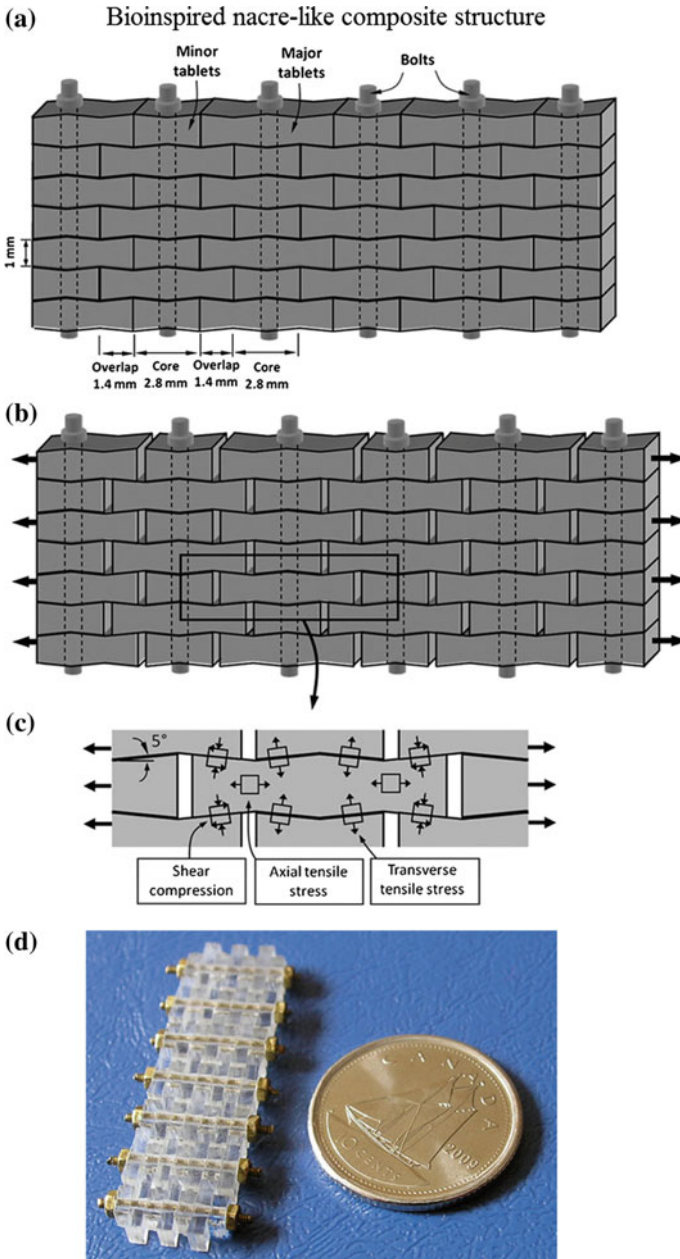 (a)
Bioinspired nacre-like composite structure
Minor
tablets
Major
tablets
Bolts
1 mm
Overlap
1.4 mm
Core
2.8 mm
Overlap
1.4 mm
Core
2.8 mm
(b)
(c)
5°
Shear
compression
Axial tensile
stress
Transverse
tensile stress
(d)
CANADA
2009
10 CENTS